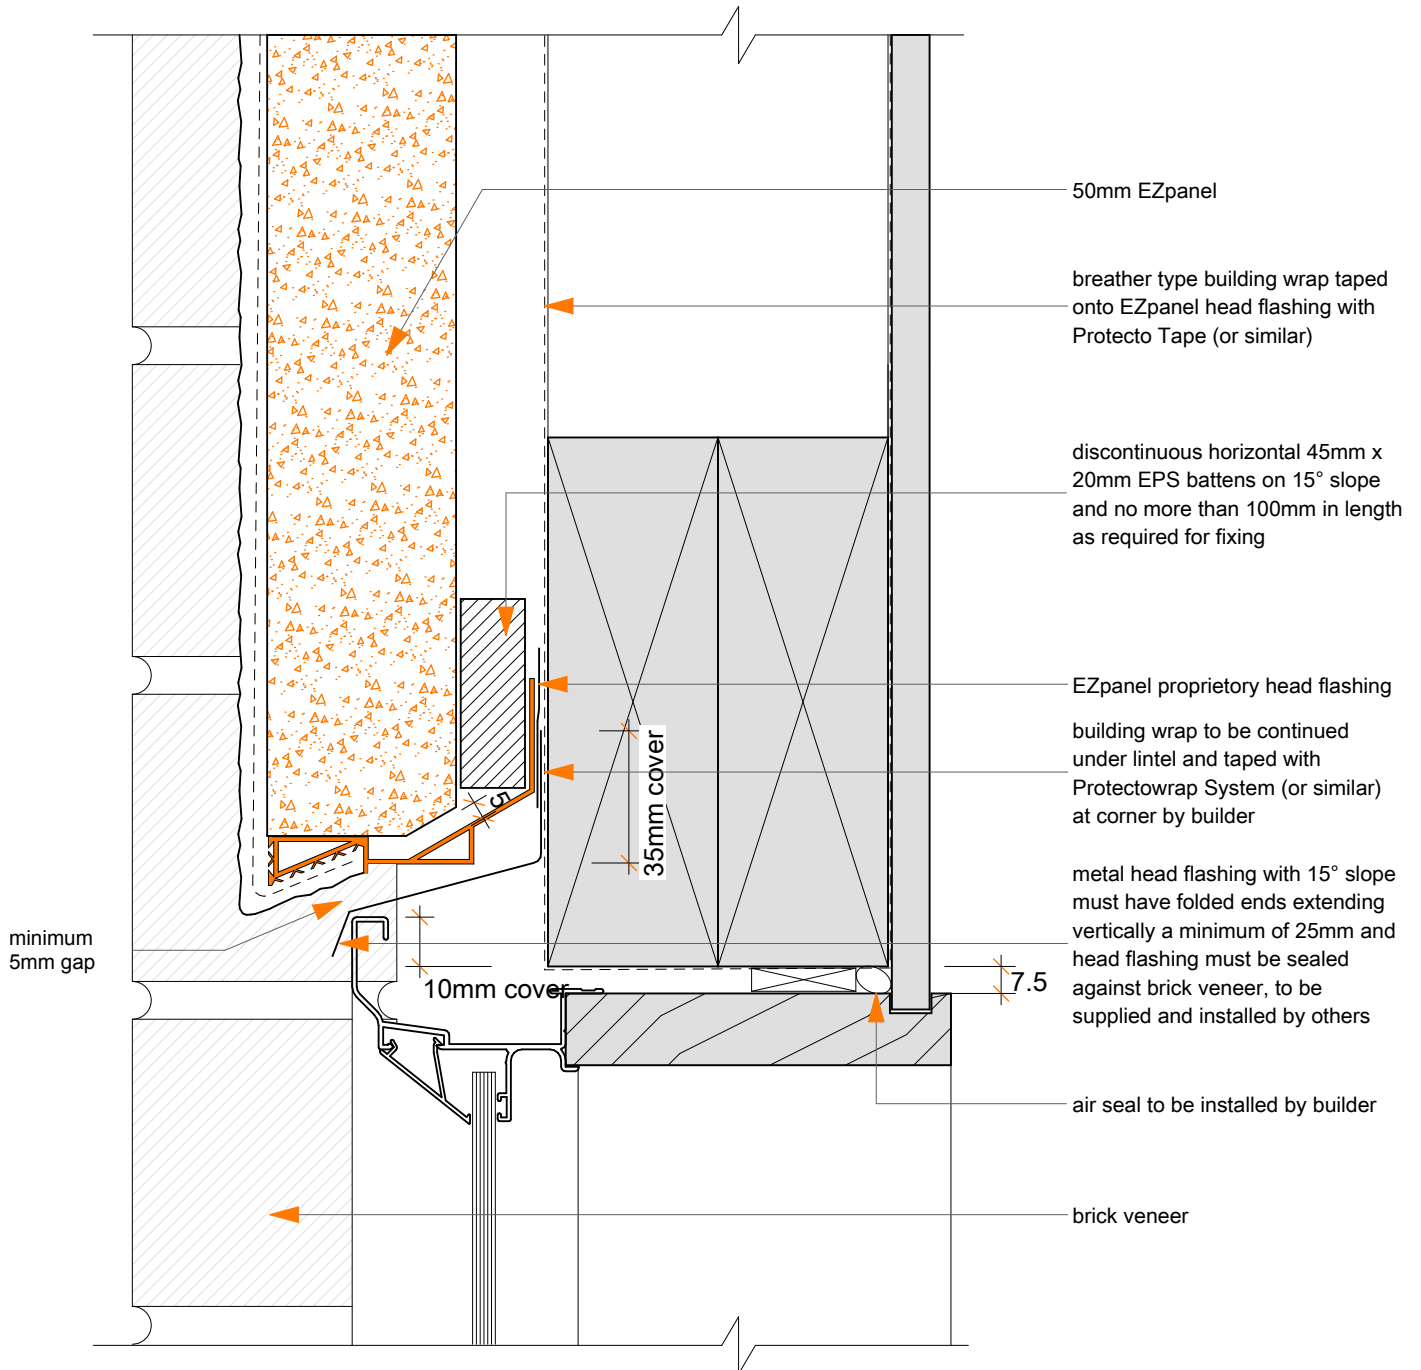 50mm EZpanel
breather type building wrap taped
onto EZpanel head flashing with
Protecto Tape (or similar)
discontinuous horizontal 45mm x
20mm EPS battens on 15° slope
and no more than 100mm in length
as required for fixing
EZpanel proprietory head flashing
building wrap to be continued
under lintel and taped with
Protectowrap System (or similar)
at corner by builder
metal head flashing with 15° slope
must have folded ends extending
vertically a minimum of 25mm and
head flashing must be sealed
against brick veneer, to be
supplied and installed by others
air seal to be installed by builder
brick veneer
minimum
5mm gap
5
35mm cover
10mm cover
7.5